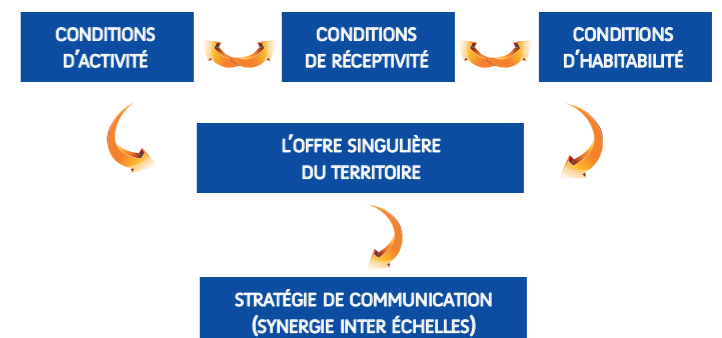 CONDITIONS
D'ACTIVITÉ
CONDITIONS
DE RÉCEPTIVITÉ
CONDITIONS
D'HABITABILITÉ
L'OFFRE SINGULIÈRE
DU TERRITOIRE
STRATÉGIE DE COMMUNICATION
(SYNERGIE INTER ÉCHELLES)